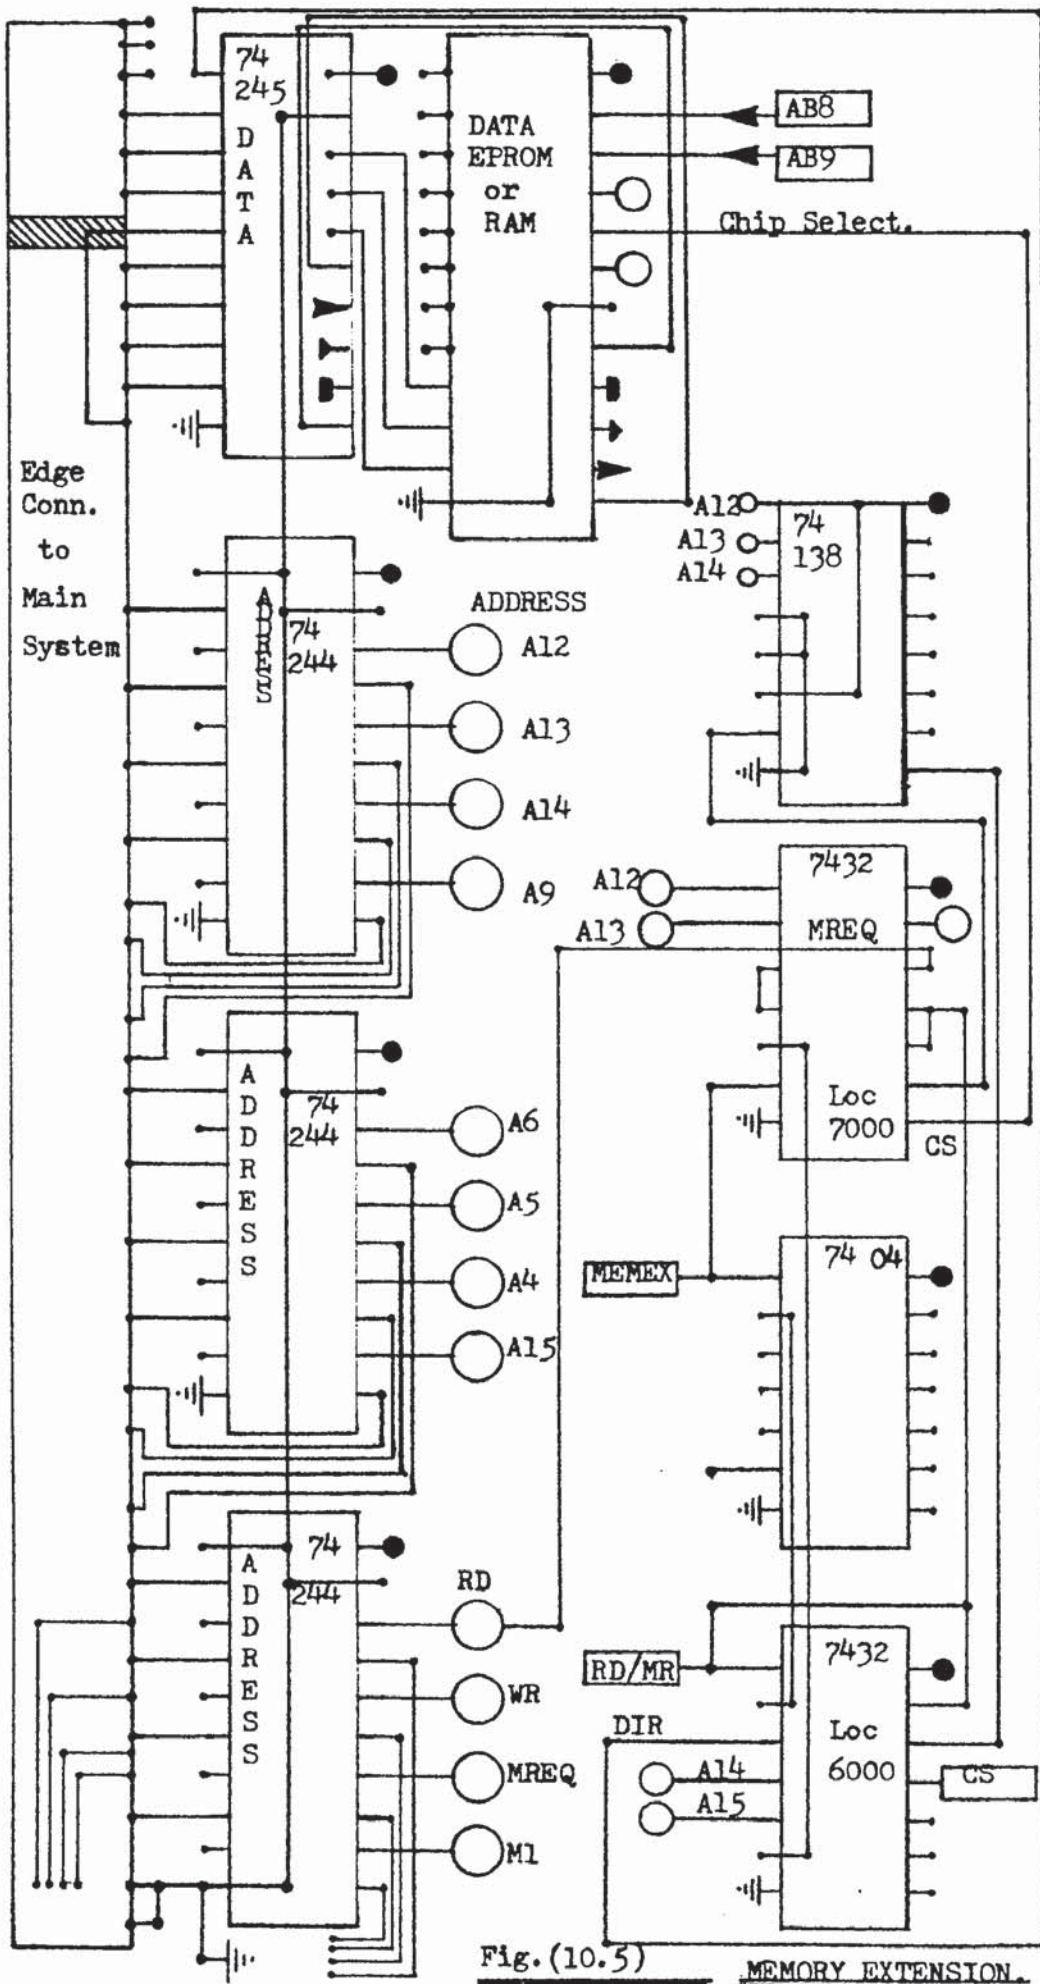 74
245
D
A
T
A
DATA
EPROM
or
RAM
AB8
AB9
Chip Select.
Edge
Conn.
to
Main
System
A12
A13
A14
74
138
ADDRESS
74
244
ADDRESS
A12
A13
A14
A9
A12
A13
7432
MREQ
Loc
7000
CS
A
D
D
R
E
S
S
74
244
A6
A5
A4
A15
MEMEX
74 04
A
D
D
R
E
S
S
74
244
RD
WR
MREQ
M1
RD/MR
DIR
A14
A15
7432
Loc
6000
CS
Fig.(10.5)
MEMORY EXTENSION.